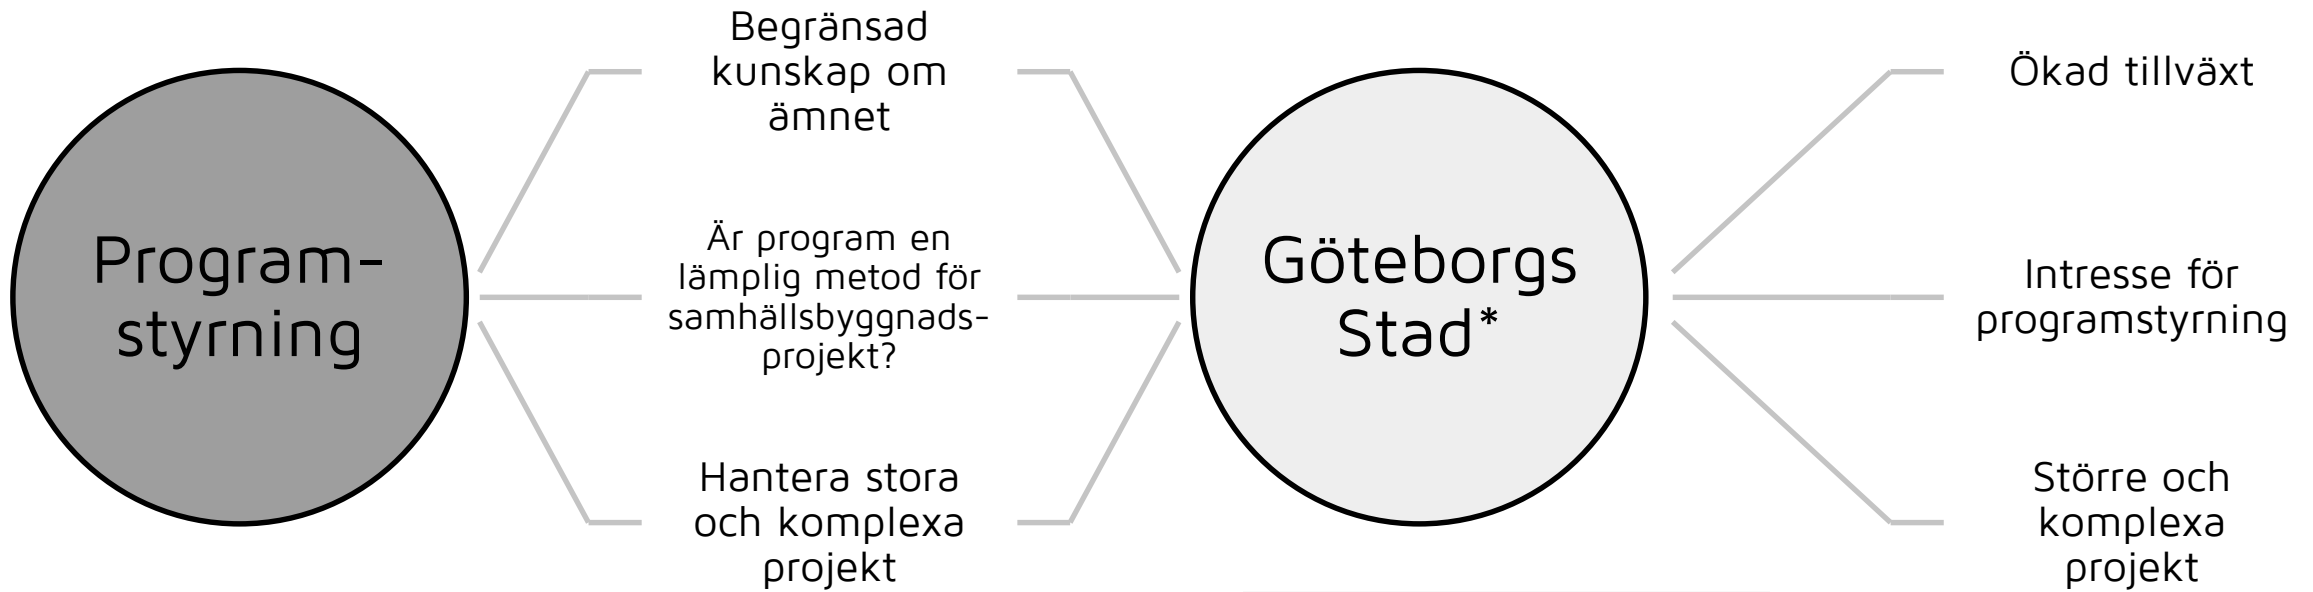 Program-
styrning
Begränsad
kunskap om
ämnet
Är program en
lämplig metod för
samhällsbyggnads-
projekt?
Hantera stora
och komplexa
projekt
Göteborgs
Stad*
Ökad tillväxt
Intresse för
programstyrning
Större och
komplexa
projekt